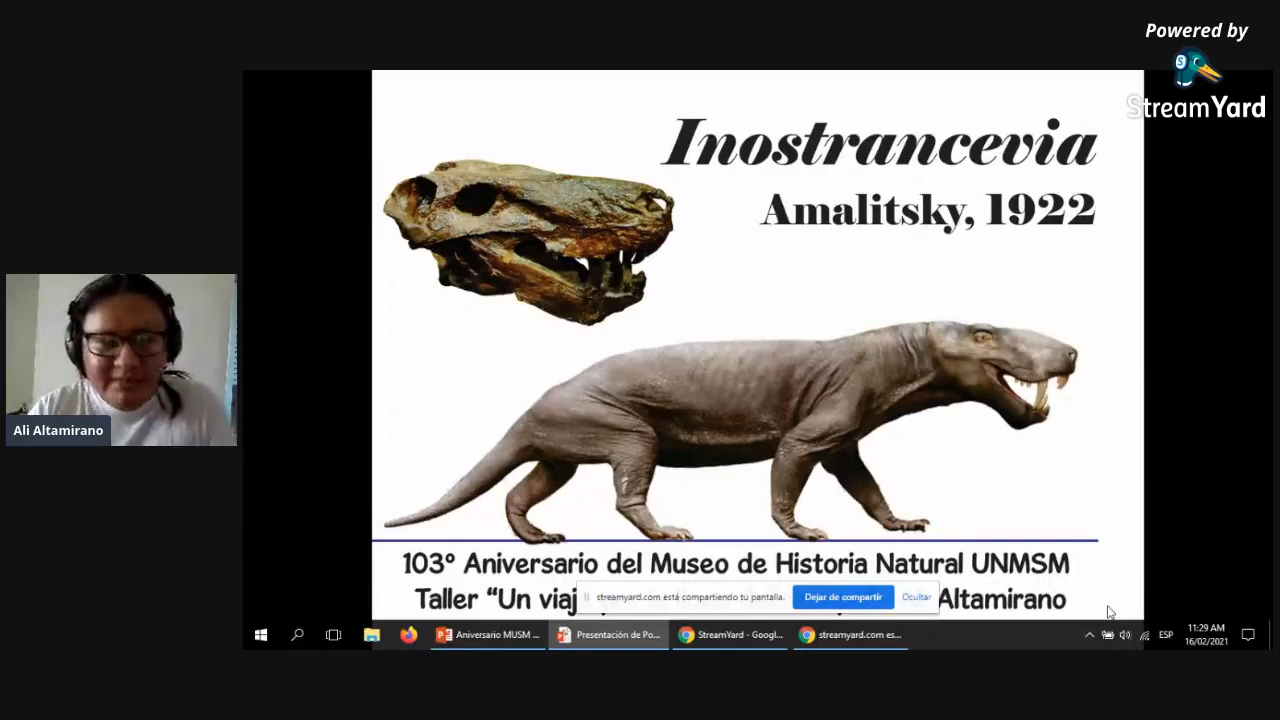 Powered by
StreamYard
Inostrancevia
Amalitsky, 1922
Ali Altamirano
103° Aniversario del Museo de Historia Natural UNMSM
Taller “Un viaj
Altamirano
streamyard.com está compartiendo tu pantalla.
Dejar de compartir
Ocultar
Aniversario MUSM ...
Presentación de Po...
StreamYard - Googl...
streamyard.com es...
ESP
11:29 AM
16/02/2021